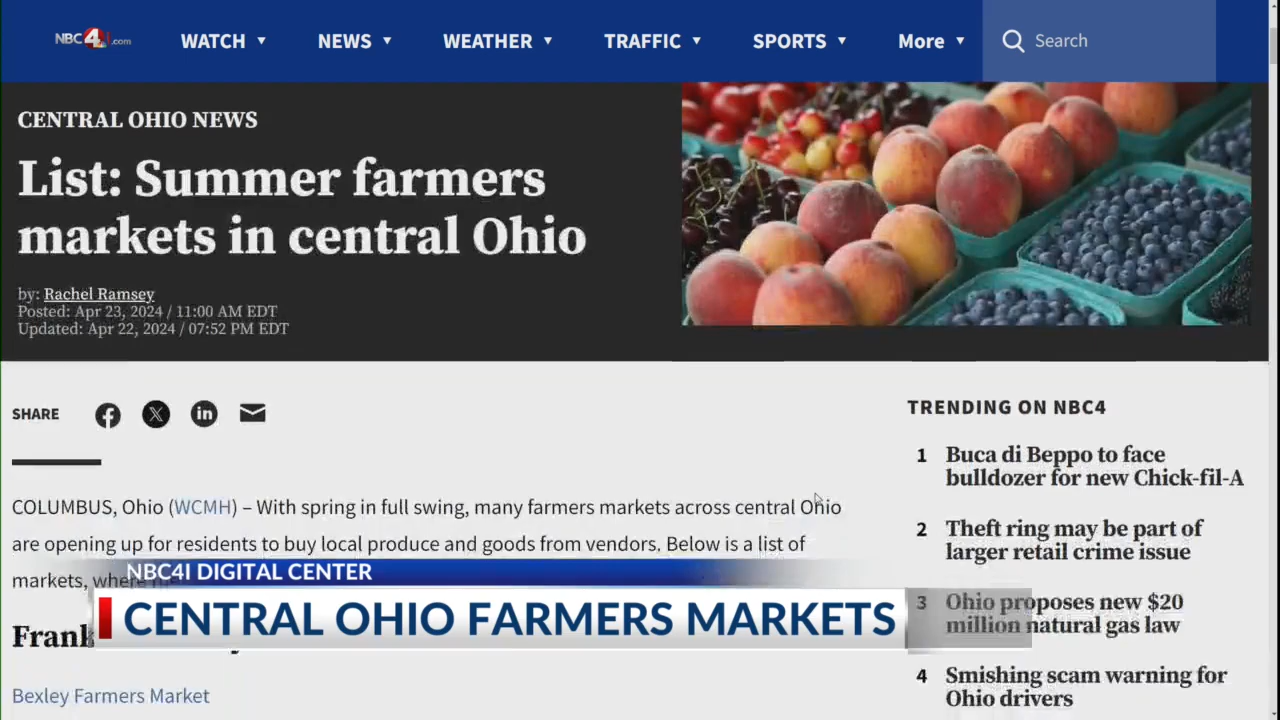 NBC4i.com
WATCH
NEWS
WEATHER
TRAFFIC
SPORTS
More
Search
CENTRAL OHIO NEWS
List: Summer farmers
markets in central Ohio
by: Rachel Ramsey
Posted: Apr 23, 2024 / 11:00 AM EDT
Updated: Apr 22, 2024 / 07:52 PM EDT
SHARE
COLUMBUS, Ohio (WCMH) – With spring in full swing, many farmers markets across central Ohio
are opening up for residents to buy local produce and goods from vendors. Below is a list of
markets,
Bexley Farmers Market
TRENDING ON NBC4
1 Buca di Beppo to face
bulldozer for new Chick-fil-A
2 Theft ring may be part of
larger retail crime issue
3 Ohio proposes new $20
million natural gas law
4 Smishing scam warning for
Ohio drivers
NBC4I DIGITAL CENTER
CENTRAL OHIO FARMERS MARKETS